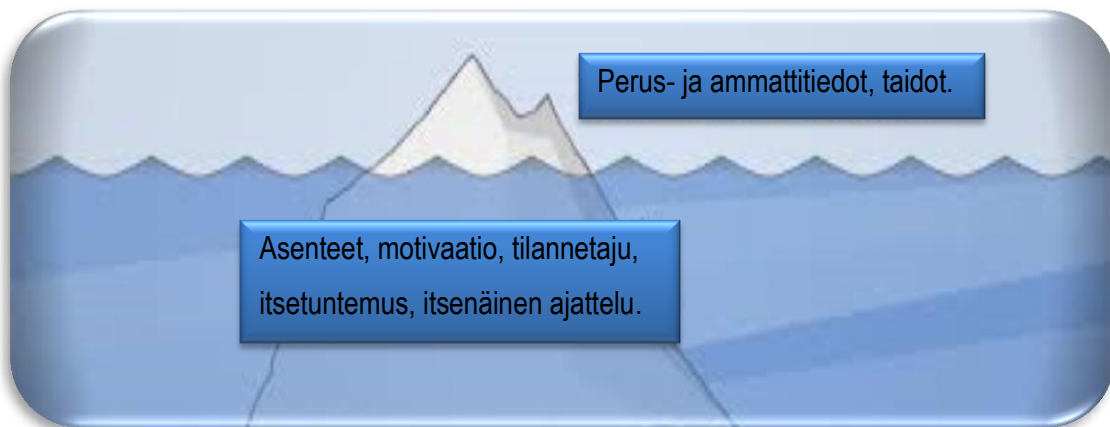 Perus- ja ammattitiedot, taidot.
Asenteet, motivaatio, tilannetaju,
itsetuntemus, itsenäinen ajattelu.